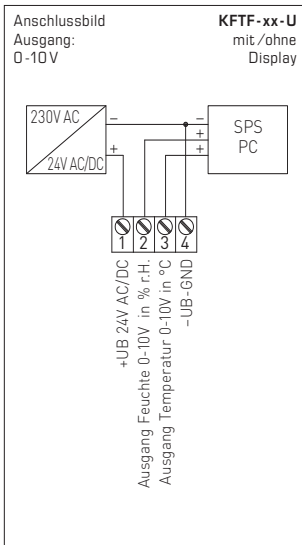 Anschlussbild
Ausgang:
0-10 V
KFTF-xx-U
mit/ohne
Display
230V AC
24V AC/DC
−
+
−
+
+
SPS
PC
1
2
3
4
+UB 24V AC/DC
Ausgang Feuchte 0-10V in % r.H.
Ausgang Temperatur 0-10V in °C
−UB-GND